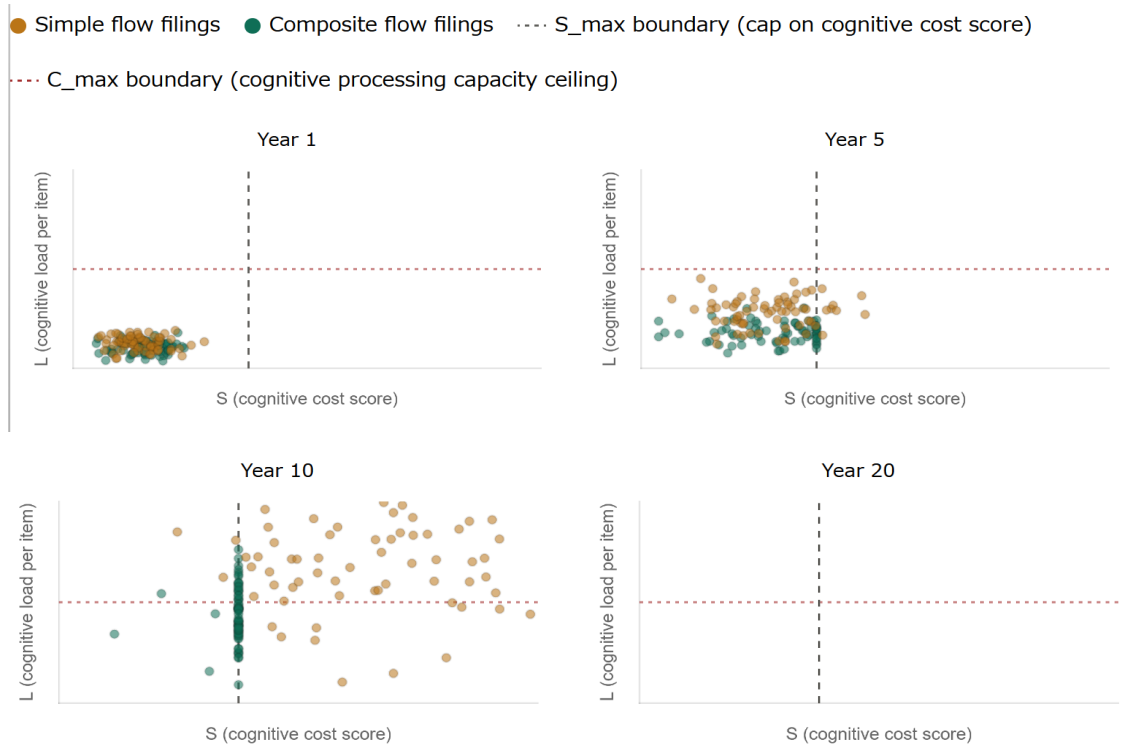 Simple flow filings Composite flow filings S_max boundary (cap on cognitive cost score)
C_max boundary (cognitive processing capacity ceiling)
Year 1
L (cognitive load per item)
S (cognitive cost score)
Year 5
L (cognitive load per item)
S (cognitive cost score)
Year 10
L (cognitive load per item)
S (cognitive cost score)
Year 20
L (cognitive load per item)
S (cognitive cost score)